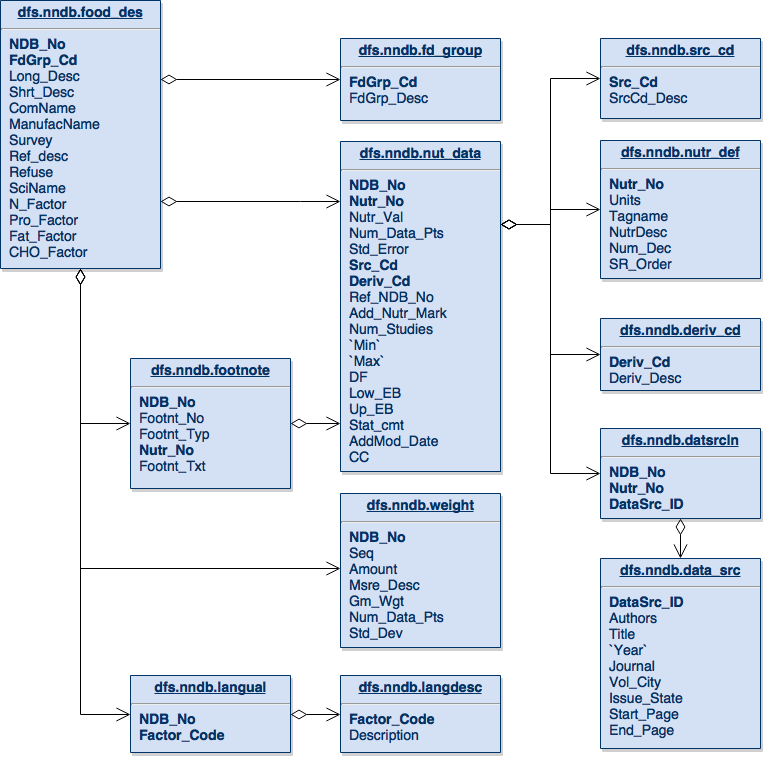 dfs.nndb.food_des
NDB_No
FdGrp_Cd
Long_Desc
Shrt_Desc
ComName
ManufacName
Survey
Ref_desc
Refuse
SciName
N_Factor
Pro_Factor
Fat_Factor
CHO_Factor
dfs.nndb.fd_group
FdGrp_Cd
FdGrp_Desc
dfs.nndb.src_cd
Src_Cd
SrcCd_Desc
dfs.nndb.nut_data
NDB_No
Nutr_No
Nutr_Val
Num_Data_Pts
Std_Error
Src_Cd
Deriv_Cd
Ref_NDB_No
Add_Nutr_Mark
Num_Studies
`Min`
`Max`
DF
Low_EB
Up_EB
Stat_cmt
AddMod_Date
CC
dfs.nndb.nutr_def
Nutr_No
Units
Tagname
NutrDesc
Num_Dec
SR_Order
dfs.nndb.deriv_cd
Deriv_Cd
Deriv_Desc
dfs.nndb.footnote
NDB_No
Footnt_No
Footnt_Typ
Nutr_No
Footnt_Txt
dfs.nndb.datsrcln
NDB_No
Nutr_No
DataSrc_ID
dfs.nndb.weight
NDB_No
Seq
Amount
Msre_Desc
Gm_Wgt
Num_Data_Pts
Std_Dev
dfs.nndb.data_src
DataSrc_ID
Authors
Title
`Year`
Journal
Vol_City
Issue_State
Start_Page
End_Page
dfs.nndb.langual
NDB_No
Factor_Code
dfs.nndb.langdesc
Factor_Code
Description